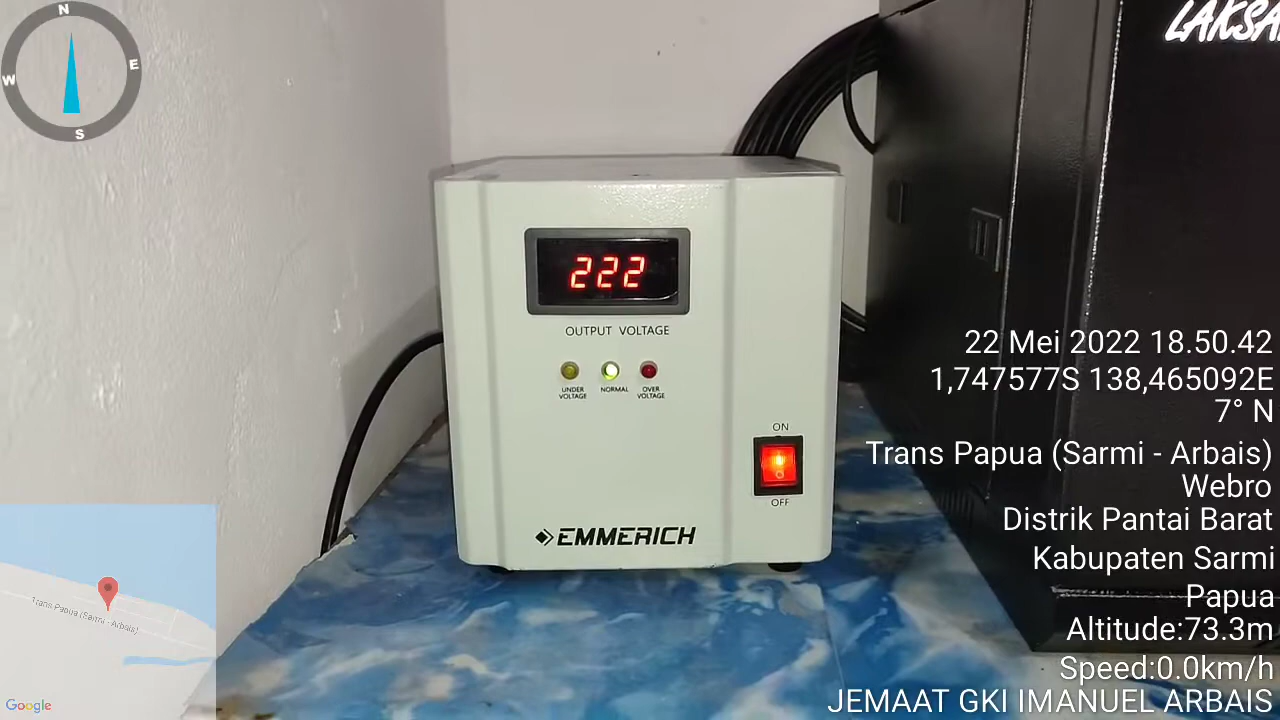 N
W
E
S
LAKSA
222
OUTPUT VOLTAGE
UNDER VOLTAGE
NORMAL
OVER VOLTAGE
ON
OFF
EMMERICH
22 Mei 2022 18.50.42
1,747577S 138,465092E
7° N
Trans Papua (Sarmi - Arbais)
Webro
Distrik Pantai Barat
Kabupaten Sarmi
Papua
Altitude:73.3m
Speed:0.0km/h
JEMAAT GKI IMANUEL ARBAIS
Trans Papua (Sarmi - Arbais)
Google